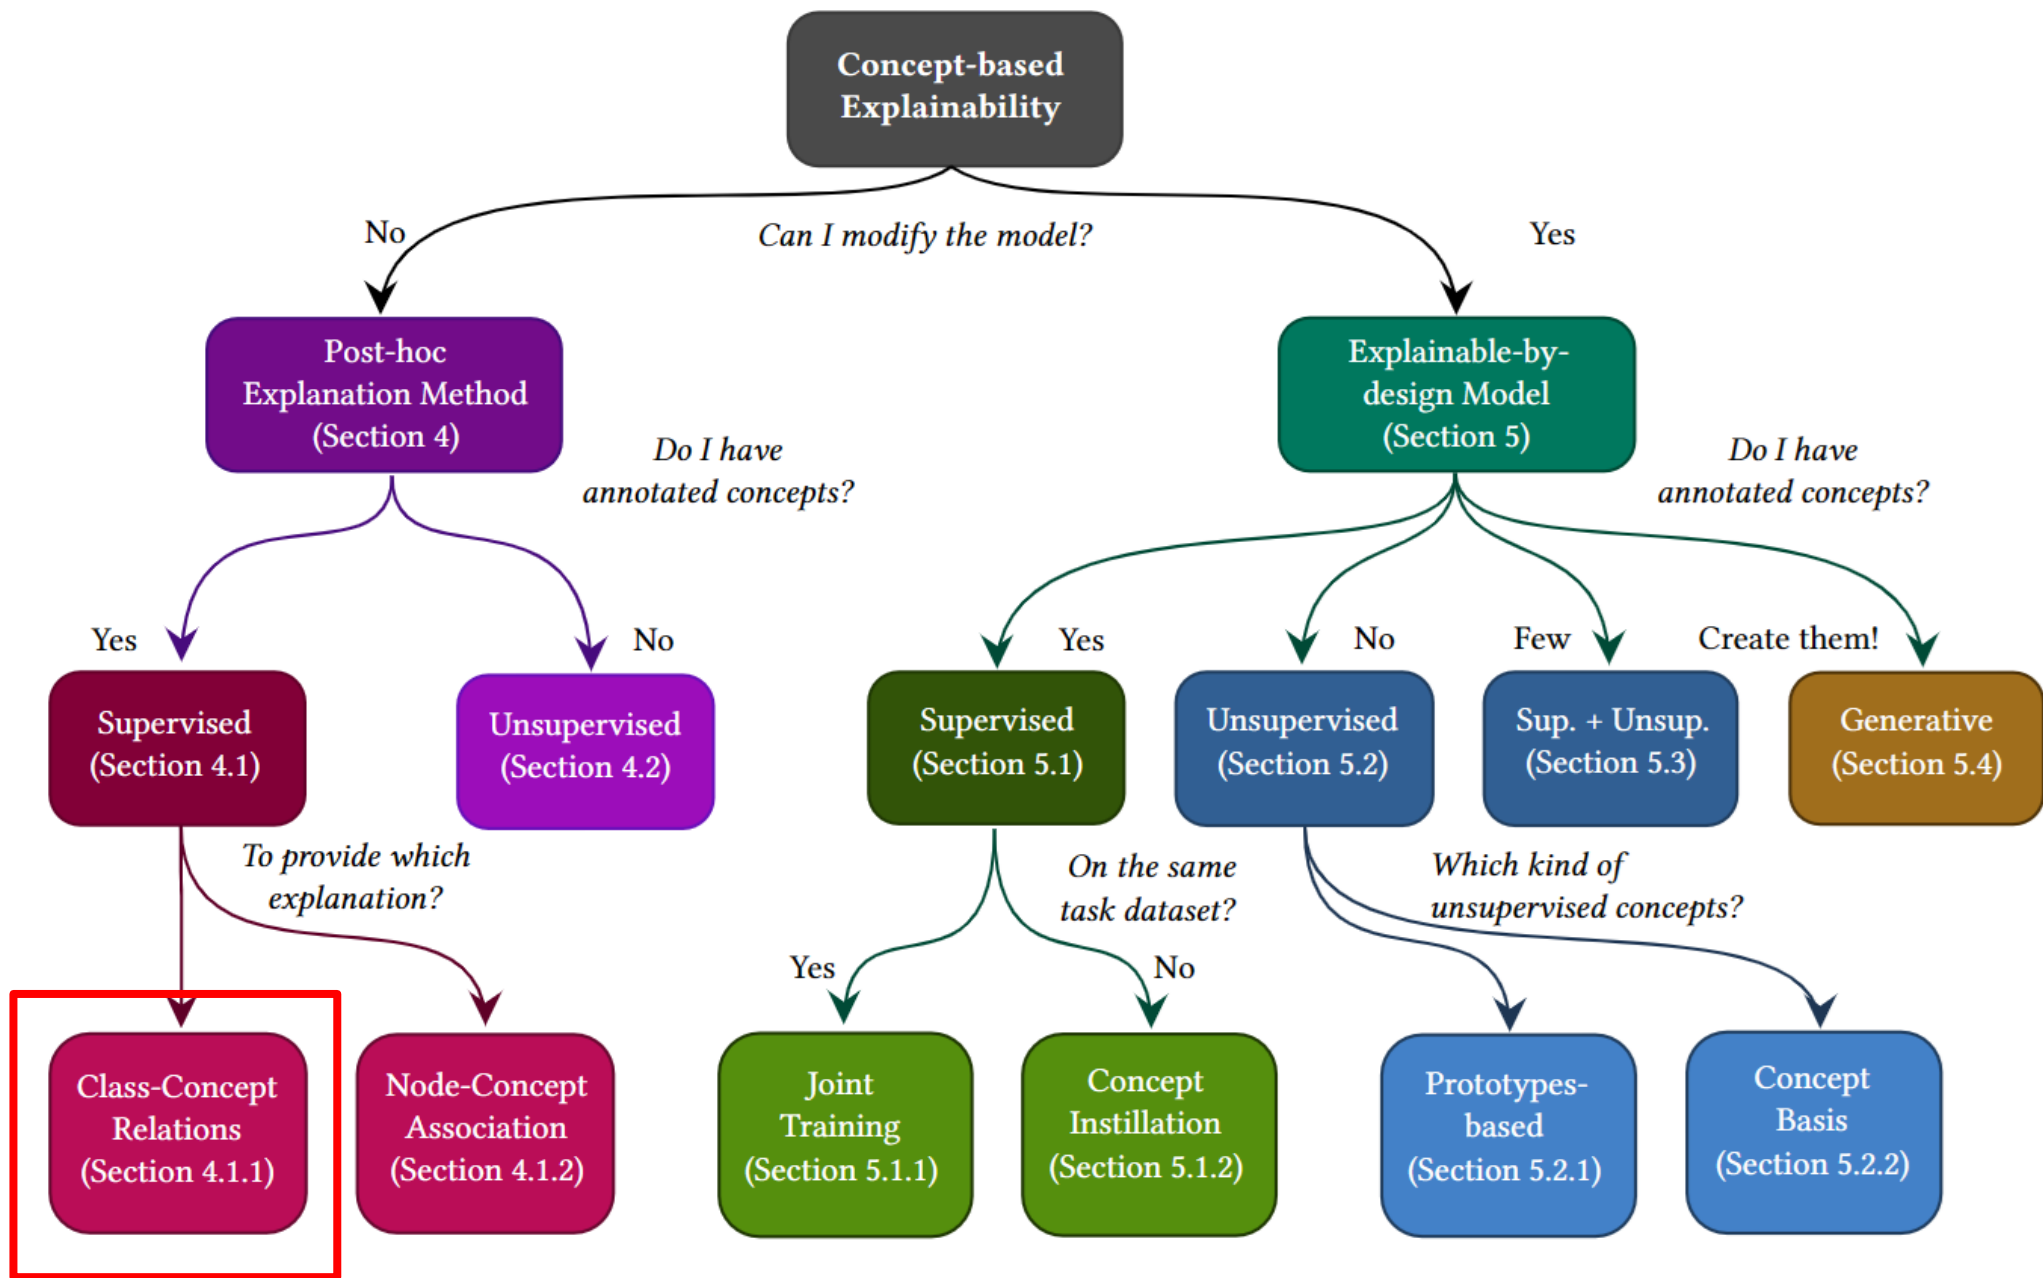 Concept-based
Explainability
No
Can I modify the model?
Yes
Post-hoc
Explanation Method
(Section 4)
Explainable-by-
design Model
(Section 5)
Do I have
annotated concepts?
Do I have
annotated concepts?
Yes
No
Yes
No
Few
Create them!
Supervised
(Section 4.1)
Unsupervised
(Section 4.2)
Supervised
(Section 5.1)
Unsupervised
(Section 5.2)
Sup. + Unsup.
(Section 5.3)
Generative
(Section 5.4)
To provide which
explanation?
On the same
task dataset?
Which kind of
unsupervised concepts?
Yes
No
Class-Concept
Relations
(Section 4.1.1)
Node-Concept
Association
(Section 4.1.2)
Joint
Training
(Section 5.1.1)
Concept
Instillation
(Section 5.1.2)
Prototypes-
based
(Section 5.2.1)
Concept
Basis
(Section 5.2.2)